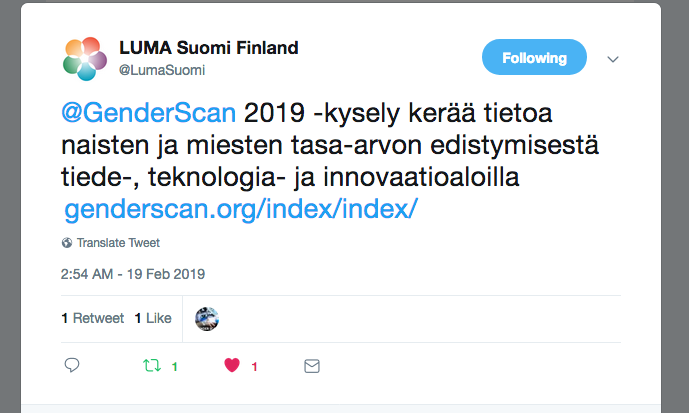 LUMA Suomi Finland
@LumaSuomi
Following
@GenderScan 2019 -kysely kerää tietoa
naisten ja miesten tasa-arvon edistymisestä
tiede-, teknologia- ja innovaatioaloilla
genderscan.org/index/index/
Translate Tweet
2:54 AM - 19 Feb 2019
1 Retweet 1 Like
1 1